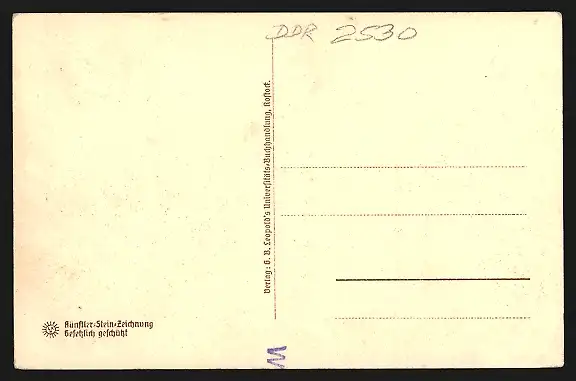 DDR 2530
Verlag: G. B. Leopold's Universitäts-Buchhandlung, Rostock.
Künstler-Stein-Zeichnung
Gesetzlich geschützt
W